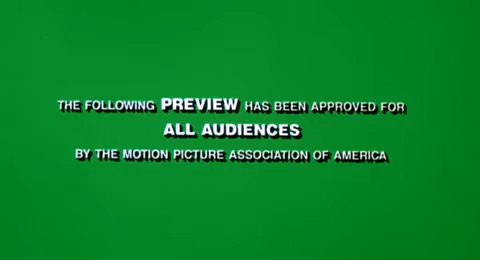 THE FOLLOWING PREVIEW HAS BEEN APPROVED FOR
ALL AUDIENCES
BY THE MOTION PICTURE ASSOCIATION OF AMERICA